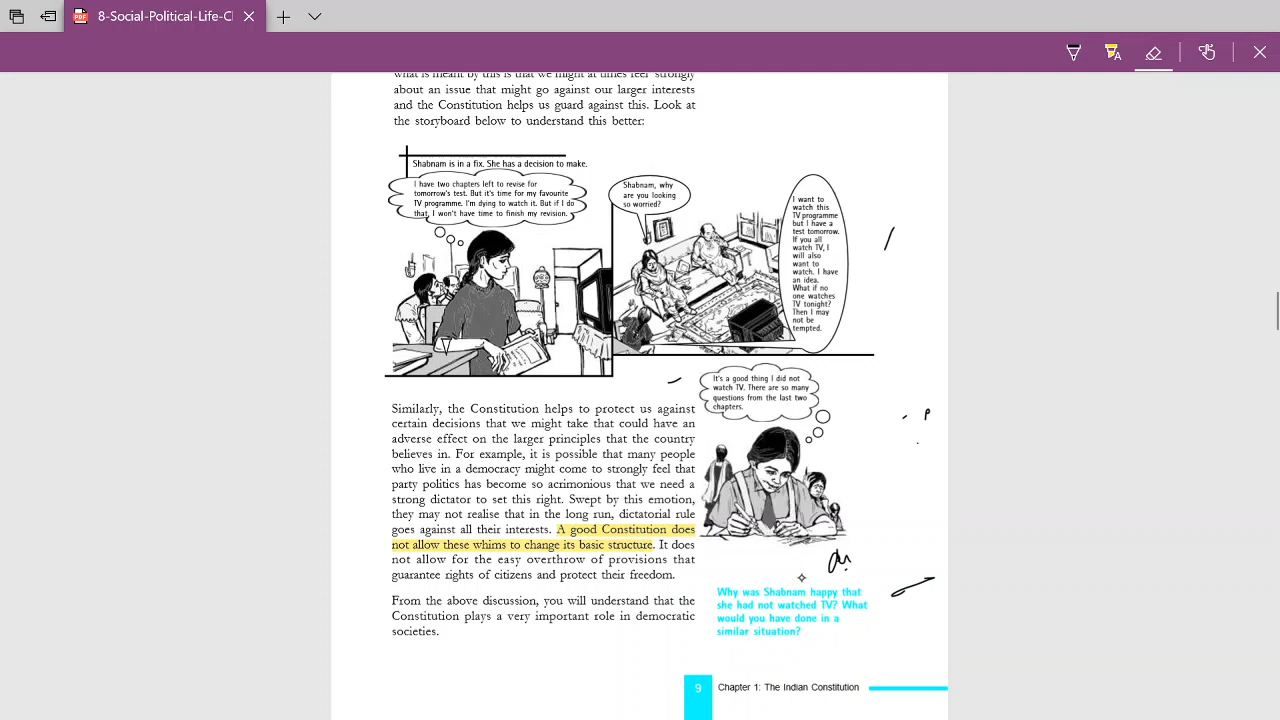 8-Social-Political-Life-C
what is meant by this is that we might at times feel strongly
about an issue that might go against our larger interests
and the Constitution helps us guard against this. Look at
the storyboard below to understand this better:
Shabnam is in a fix. She has a decision to make.
I have two chapters left to revise for
tomorrow's test. But it's time for my favourite
TV programme. I'm dying to watch it. But if I do
that, I won't have time to finish my revision.
Shabnam, why
are you looking
so worried?
I want to
watch this
TV programme
but I have a
test tomorrow.
If you all
watch TV, I
will also
want to
watch. I have
an idea.
What if no
one watches
TV tonight?
Then I may
not be
tempted.
It's a good thing I did not
watch TV. There are so many
questions from the last two
chapters.
Similarly, the Constitution helps to protect us against
certain decisions that we might take that could have an
adverse effect on the larger principles that the country
believes in. For example, it is possible that many people
who live in a democracy might come to strongly feel that
party politics has become so acrimonious that we need a
strong dictator to set this right. Swept by this emotion,
they may not realise that in the long run, dictatorial rule
goes against all their interests. A good Constitution does
not allow these whims to change its basic structure. It does
not allow for the easy overthrow of provisions that
guarantee rights of citizens and protect their freedom.
From the above discussion, you will understand that the
Constitution plays a very important role in democratic
societies.
Why was Shabnam happy that
she had not watched TV? What
would you have done in a
similar situation?
9 Chapter 1: The Indian Constitution